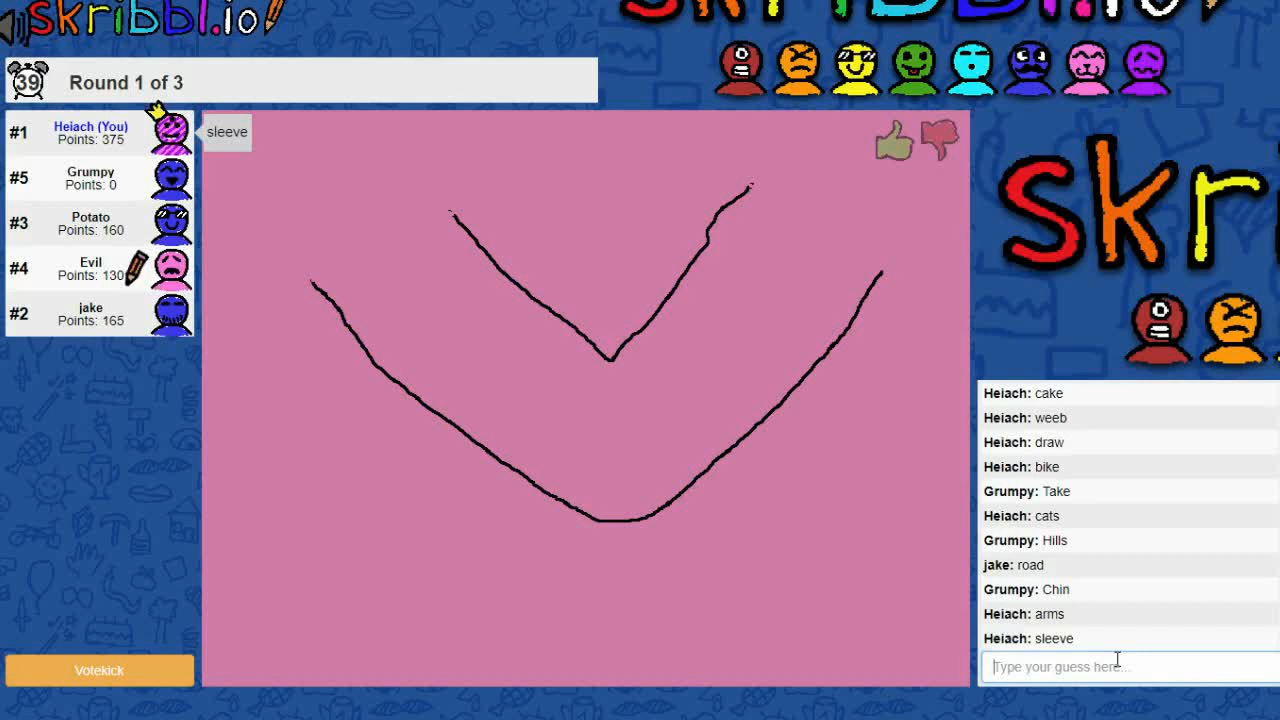 skribbl.io
skribbl.io
39
Round 1 of 3
#1
Heiach (You)
Points: 375
sleeve
#5
Grumpy
Points: 0
#3
Potato
Points: 160
#4
Evil
Points: 130
#2
jake
Points: 165
skr
Heiach: cake
Heiach: weeb
Heiach: draw
Heiach: bike
Grumpy: Take
Heiach: cats
Grumpy: Hills
jake: road
Grumpy: Chin
Heiach: arms
Heiach: sleeve
Type your guess here...
Votekick